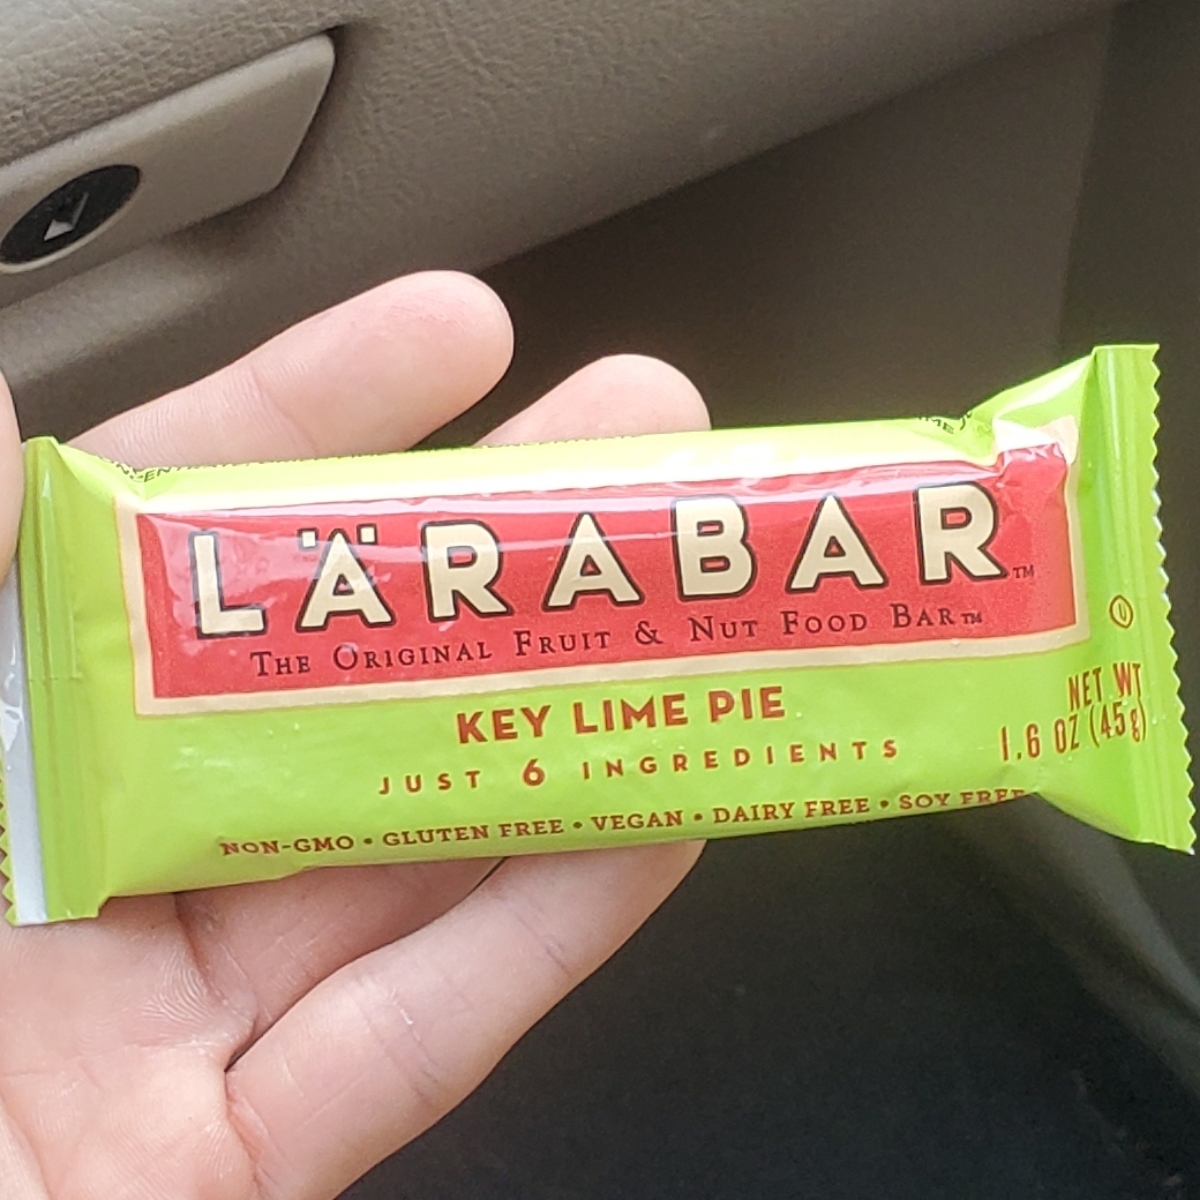 LÄRABAR™
THE ORIGINAL FRUIT & NUT FOOD BAR™
KEY LIME PIE
JUST 6 INGREDIENTS
NON-GMO • GLUTEN FREE • VEGAN • DAIRY FREE • SOY FREE
NET WT
1.6 OZ (45g)
U